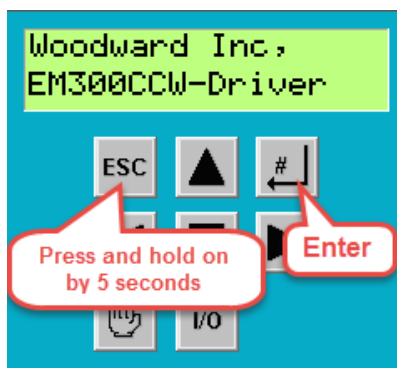 Woodward Inc,
EM300CCW-Driver
ESC
#
Enter
Press and hold on
by 5 seconds
I/O